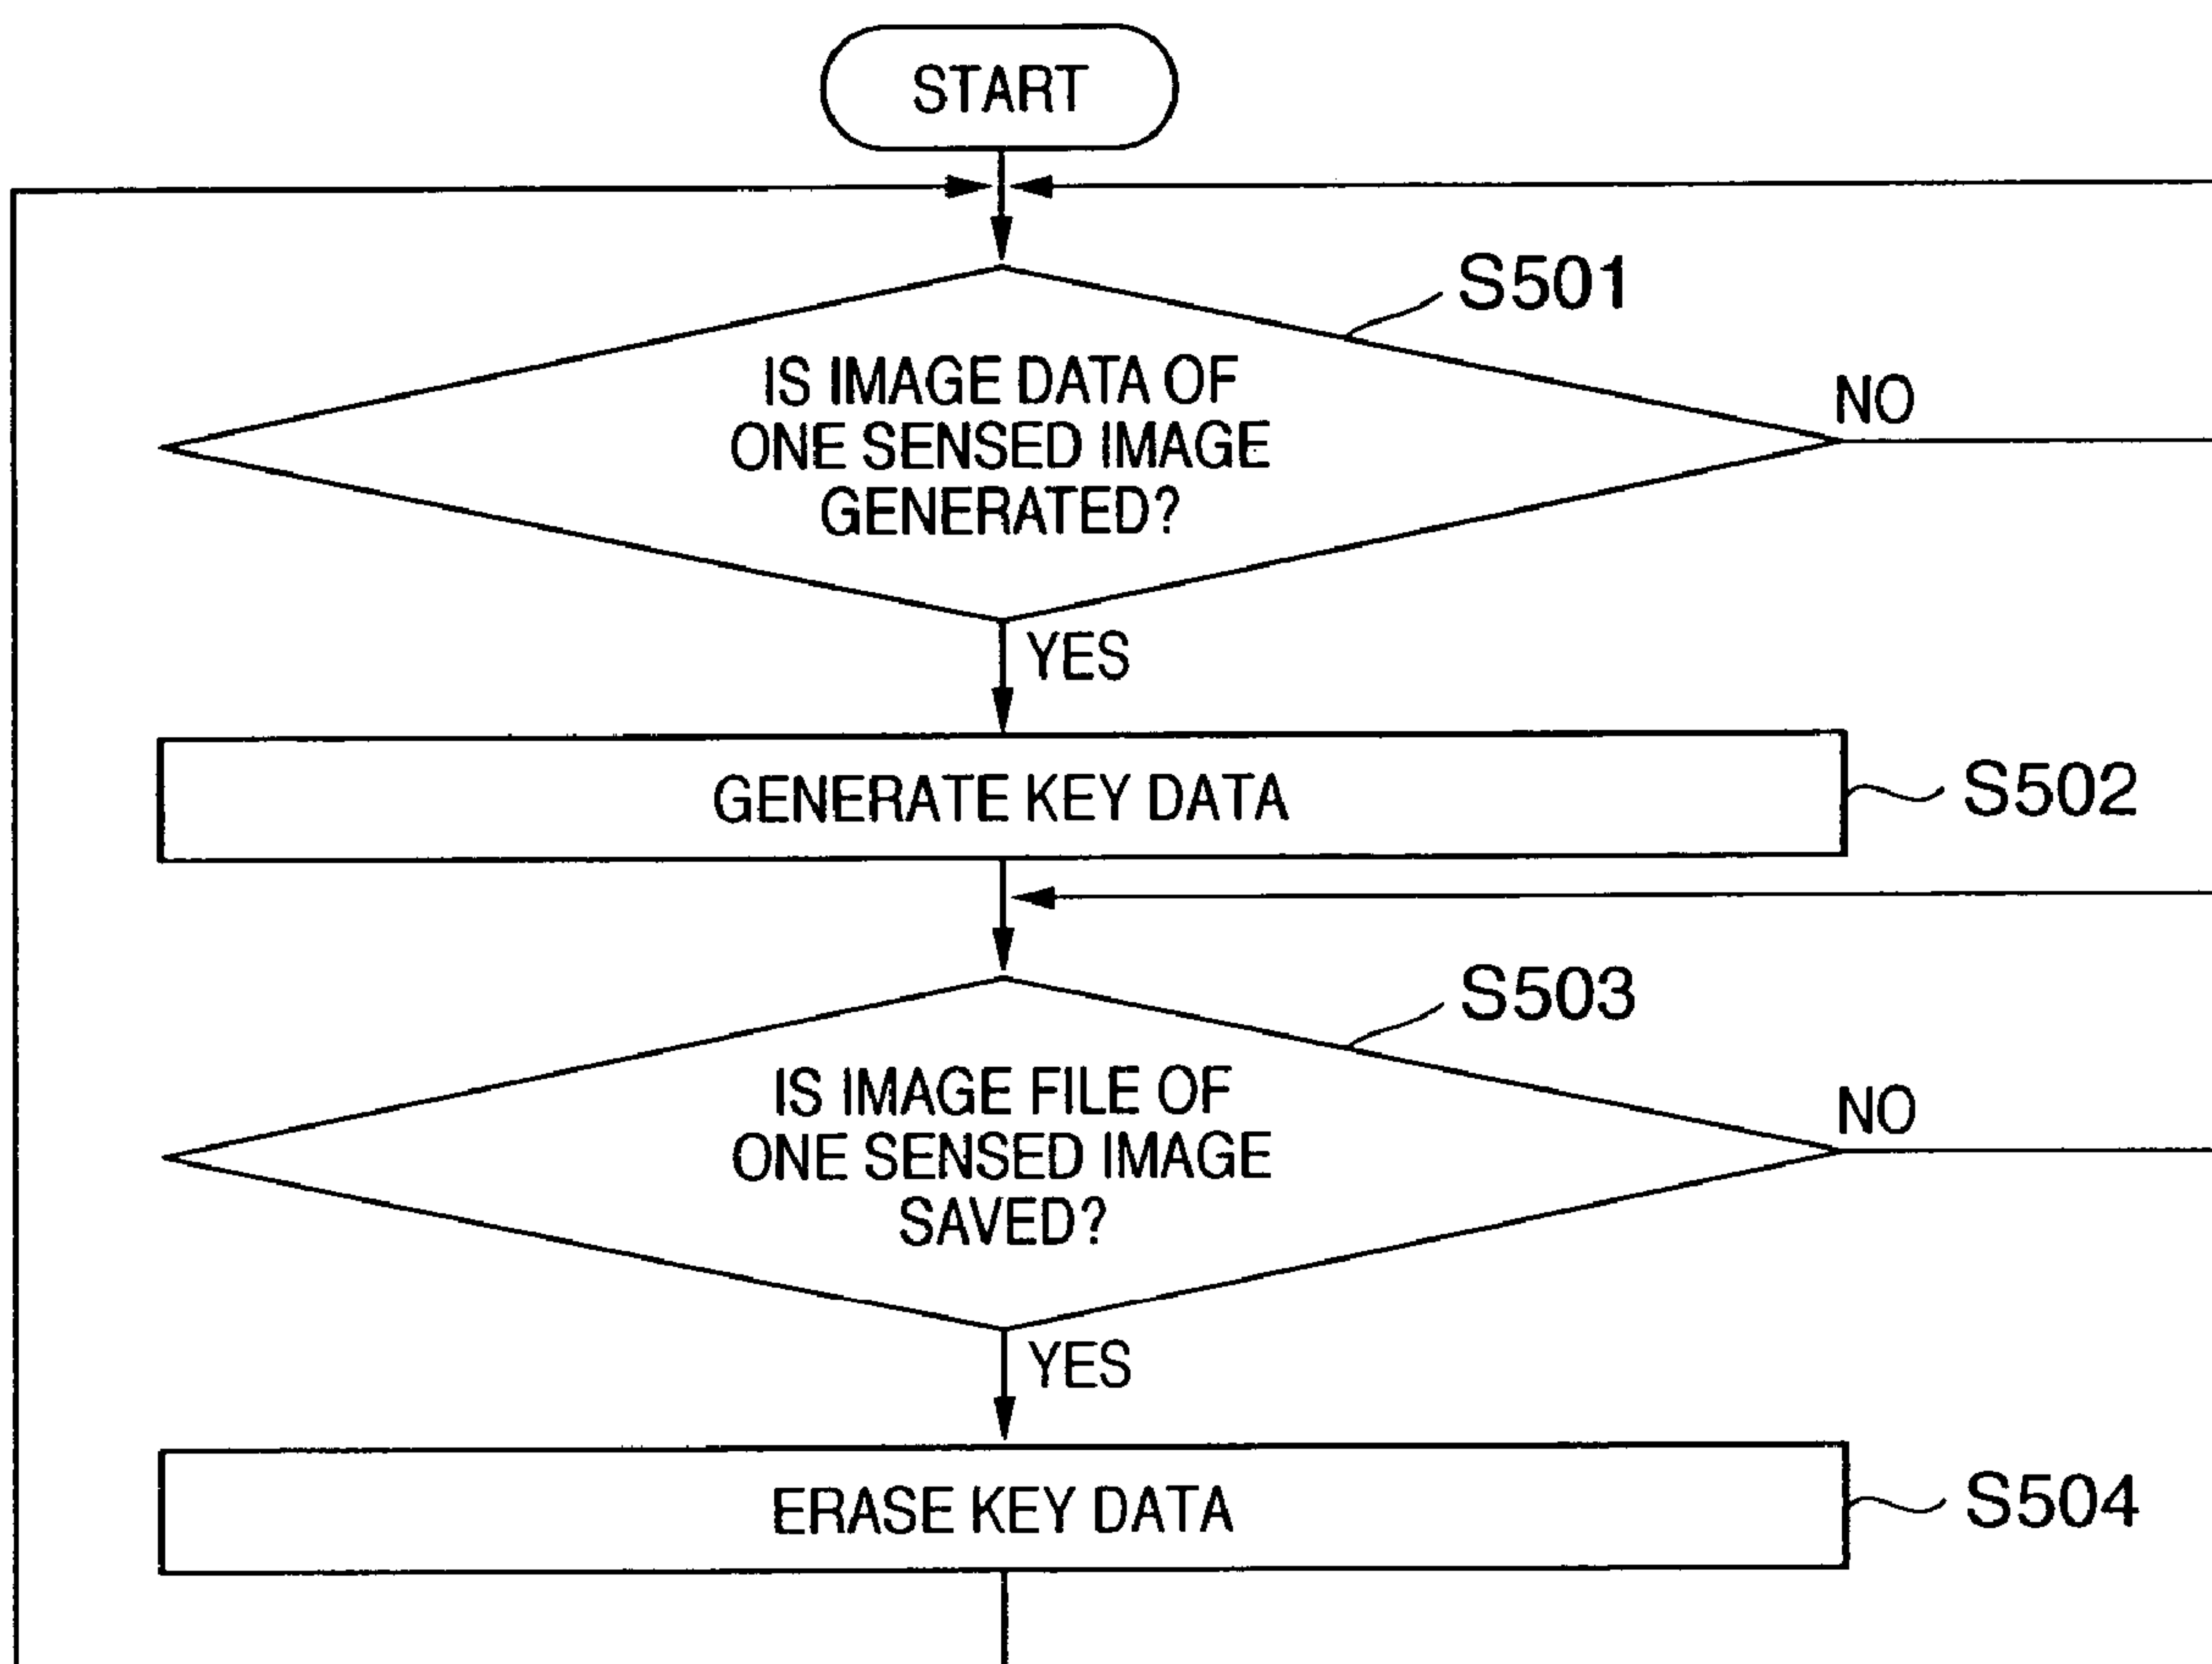 START
S501
IS IMAGE DATA OF
ONE SENSED IMAGE
GENERATED?
NO
YES
GENERATE KEY DATA
S502
S503
IS IMAGE FILE OF
ONE SENSED IMAGE
SAVED?
NO
YES
ERASE KEY DATA
S504